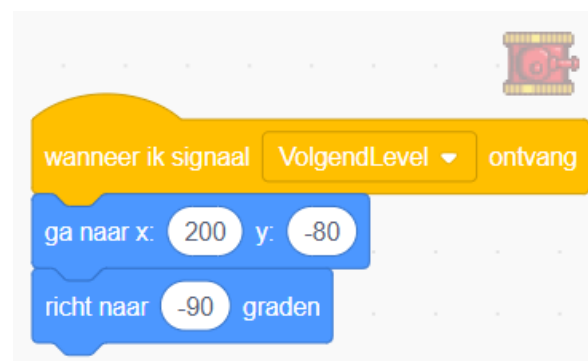 wanneer ik signaal VolgendLevel ontvang
ga naar x: 200 y: -80
richt naar -90 graden